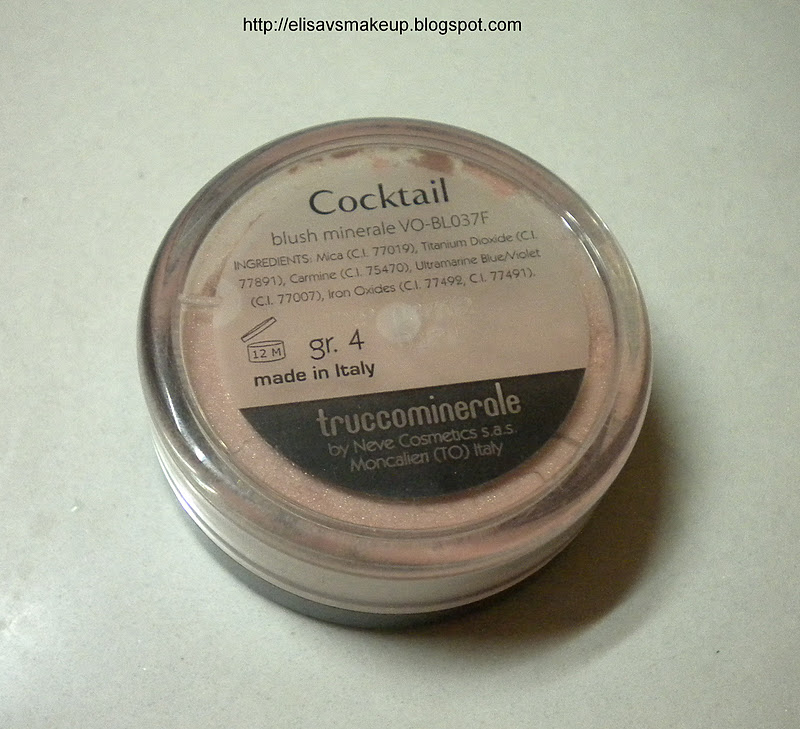 http://elisavsmakeup.blogspot.com
Cocktail
blush minerale VO-BL037F
INGREDIENTS: Mica (C.I. 77019), Titanium Dioxide (C.I.
77891), Carmine (C.I. 75470), Ultramarine Blue/Violet
(C.I. 77007), Iron Oxides (C.I. 77492, C.I. 77491).
12 M
gr. 4
made in Italy
truccominerale
by Neve Cosmetics s.a.s.
Moncalieri (TO) Italy